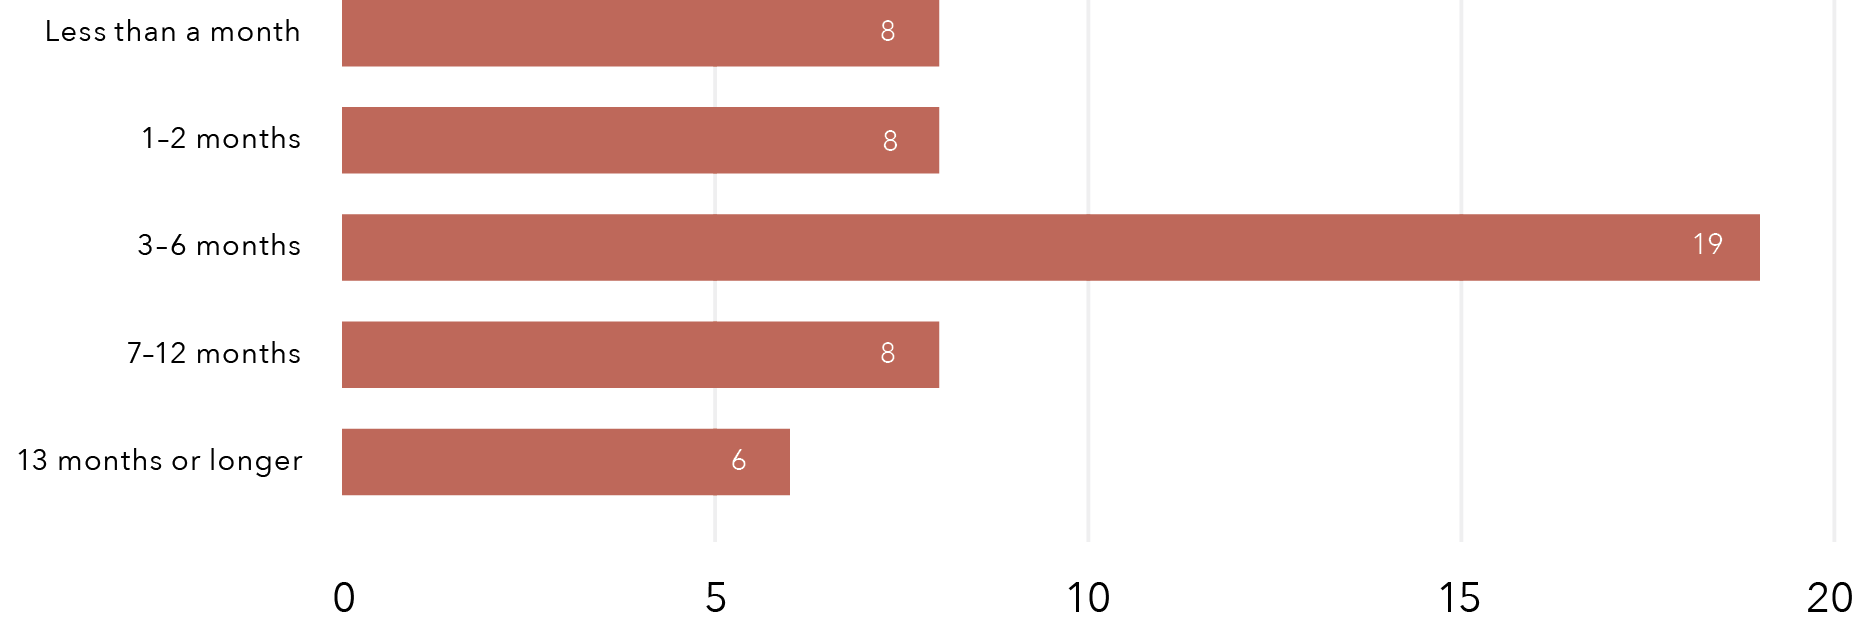 Less than a month 8
1–2 months 8
3–6 months 19
7–12 months 8
13 months or longer 6
0 5 10 15 20